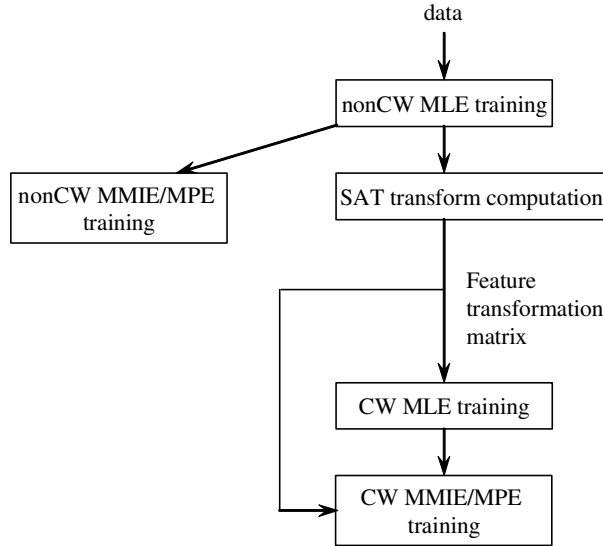 data
nonCW MLE training
nonCW MMIE/MPE
training
SAT transform computation
Feature
transformation
matrix
CW MLE training
CW MMIE/MPE
training